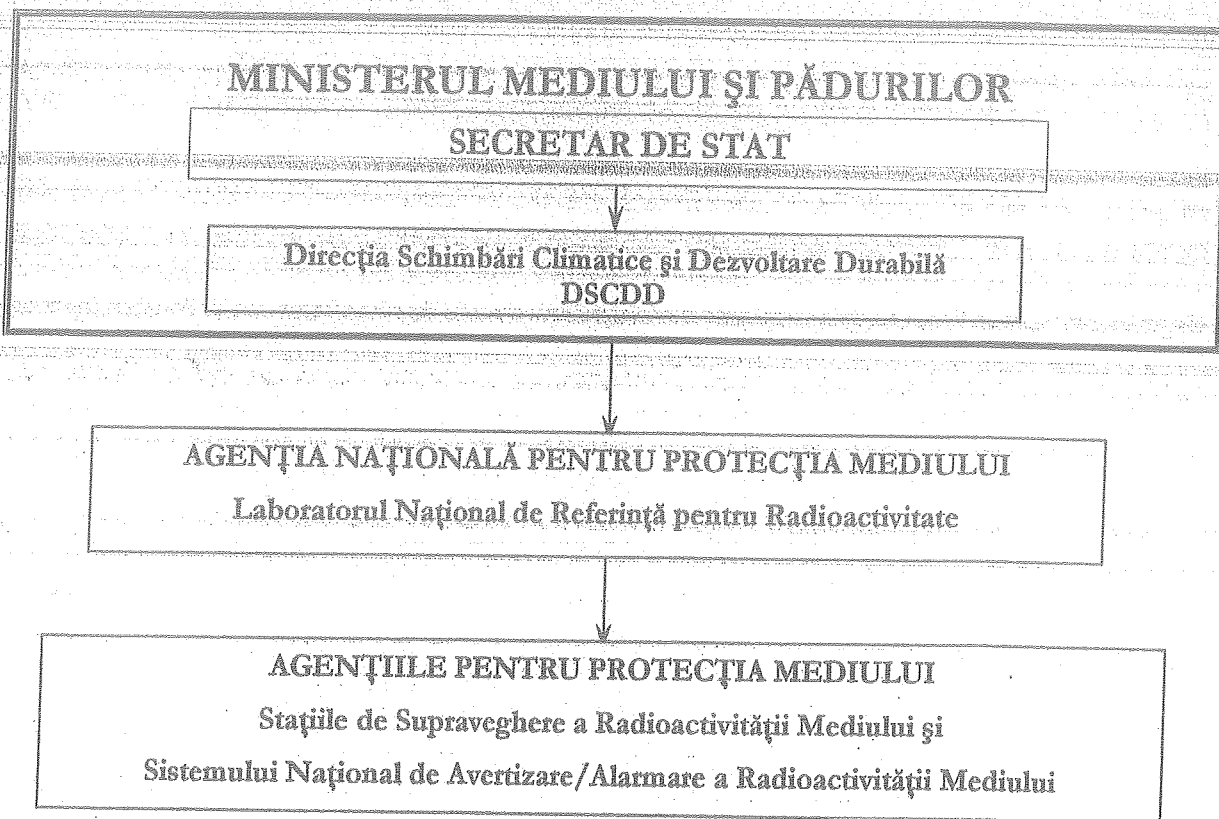 MINISTERUL MEDIULUI ŞI PĂDURILOR
SECRETAR DE STAT
Direcţia Schimbări Climatice şi Dezvoltare Durabilă
DSCDD
AGENŢIA NAŢIONALĂ PENTRU PROTECŢIA MEDIULUI
Laboratorul Naţional de Referinţă pentru Radioactivitate
AGENŢIILE PENTRU PROTECŢIA MEDIULUI
Staţiile de Supraveghere a Radioactivităţii Mediului şi
Sistemului Naţional de Avertizare/Alarmare a Radioactivităţii Mediului